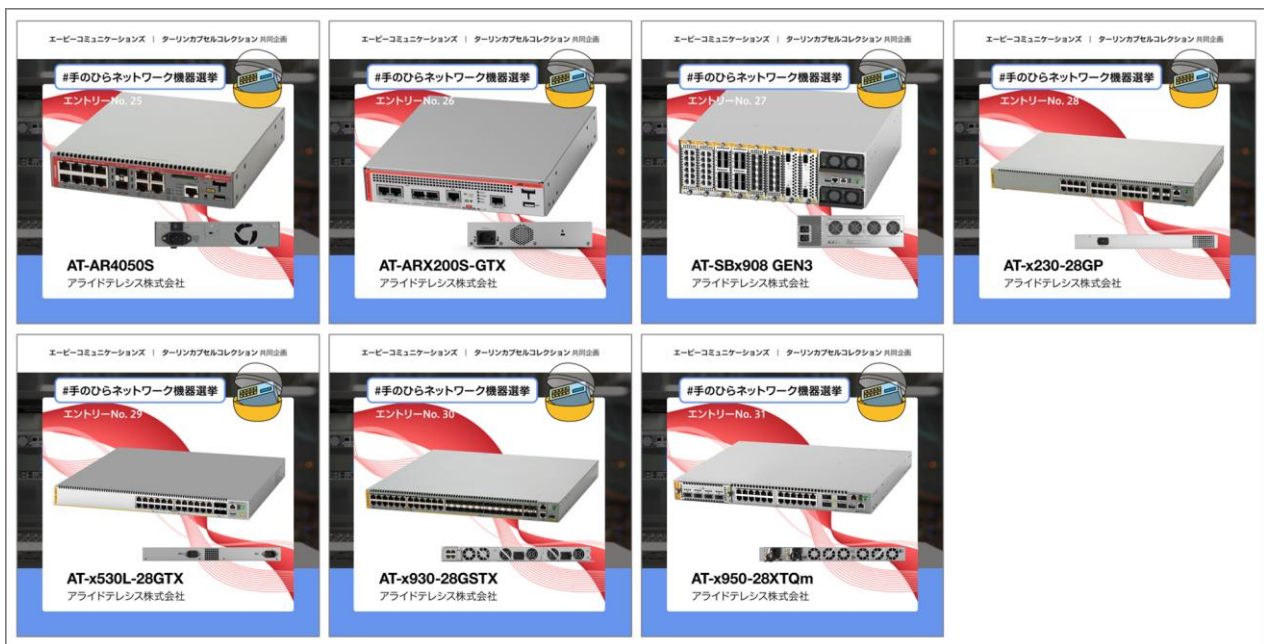 エーピーコミュニケーションズ | ターリンカプセルコレクション 共同企画
#手のひらネットワーク機器選挙
エントリーNo. 25
AT-AR4050S
アライドテレシス株式会社
エーピーコミュニケーションズ | ターリンカプセルコレクション 共同企画
#手のひらネットワーク機器選挙
エントリーNo. 26
AT-ARX200S-GTX
アライドテレシス株式会社
エーピーコミュニケーションズ | ターリンカプセルコレクション 共同企画
#手のひらネットワーク機器選挙
エントリーNo. 27
AT-SBx908 GEN3
アライドテレシス株式会社
エーピーコミュニケーションズ | ターリンカプセルコレクション 共同企画
#手のひらネットワーク機器選挙
エントリーNo. 28
AT-x230-28GP
アライドテレシス株式会社
エーピーコミュニケーションズ | ターリンカプセルコレクション 共同企画
#手のひらネットワーク機器選挙
エントリーNo. 29
AT-x530L-28GTX
アライドテレシス株式会社
エーピーコミュニケーションズ | ターリンカプセルコレクション 共同企画
#手のひらネットワーク機器選挙
エントリーNo. 30
AT-x930-28GSTX
アライドテレシス株式会社
エーピーコミュニケーションズ | ターリンカプセルコレクション 共同企画
#手のひらネットワーク機器選挙
エントリーNo. 31
AT-x950-28XTQm
アライドテレシス株式会社